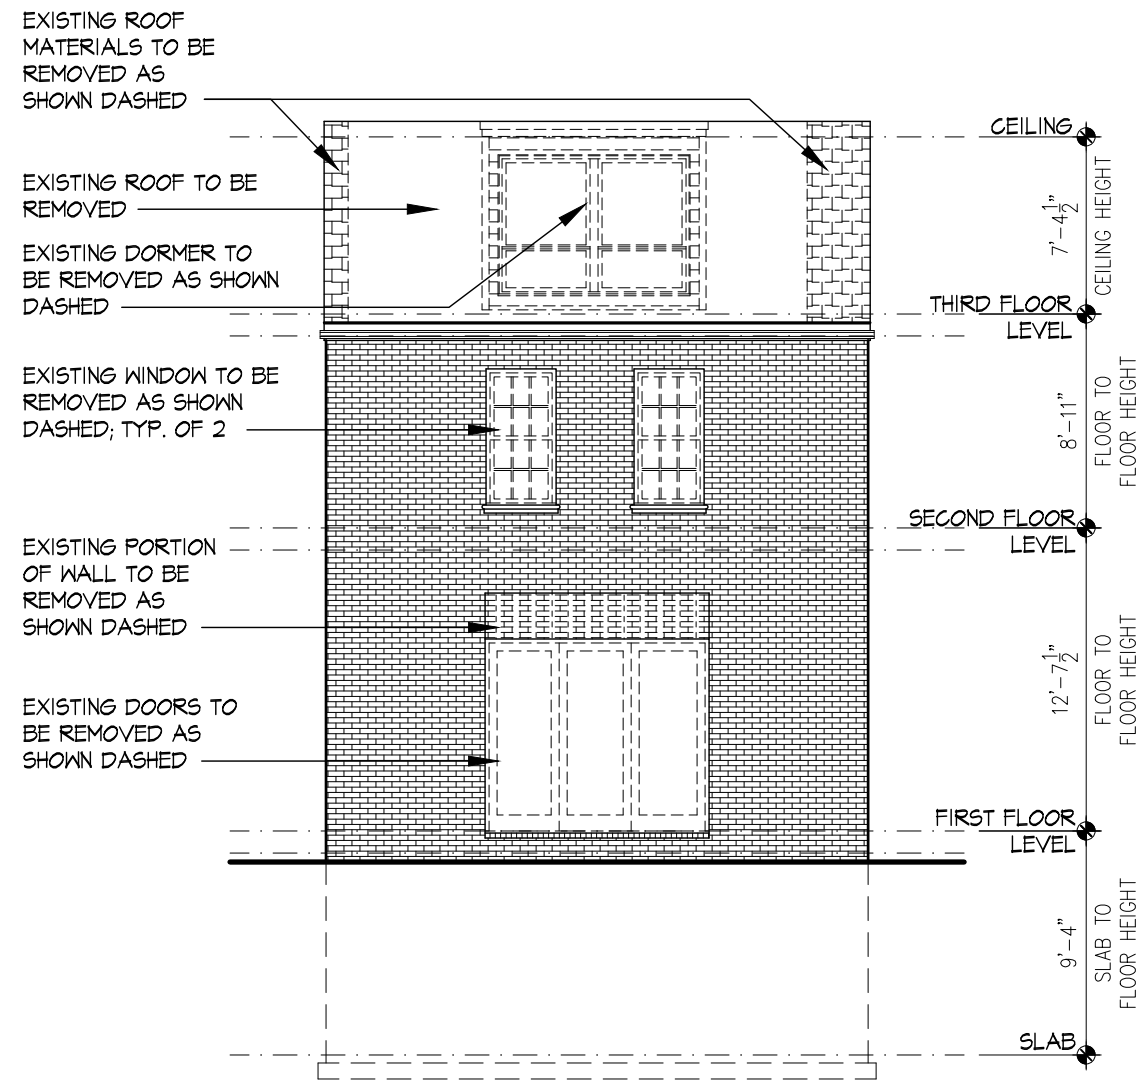 EXISTING ROOF
MATERIALS TO BE
REMOVED AS
SHOWN DASHED
EXISTING ROOF TO BE
REMOVED
EXISTING DORMER TO
BE REMOVED AS SHOWN
DASHED
EXISTING WINDOW TO BE
REMOVED AS SHOWN
DASHED; TYP. OF 2
EXISTING PORTION
OF WALL TO BE
REMOVED AS
SHOWN DASHED
EXISTING DOORS TO
BE REMOVED AS
SHOWN DASHED
CEILING
7'-4 1/2"
CEILING HEIGHT
THIRD FLOOR
LEVEL
8'-11"
FLOOR TO
FLOOR HEIGHT
SECOND FLOOR
LEVEL
12'-7 1/2"
FLOOR TO
FLOOR HEIGHT
FIRST FLOOR
LEVEL
9'-4"
SLAB TO
FLOOR HEIGHT
SLAB